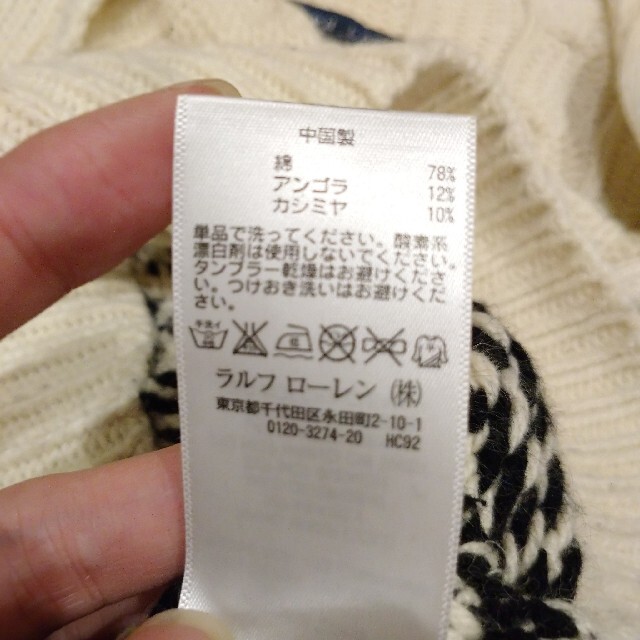 中国製
綿 78%
アンゴラ 12%
カシミヤ 10%
単品で洗ってください。酵素系
漂白剤は使用しないでください。
タンブラー乾燥はお避けくださ
い。つけおき洗いはお避けくだ
さい。
ラルフ ローレン (株)
東京都千代田区永田町2-10-1
0120-3274-20 HC92